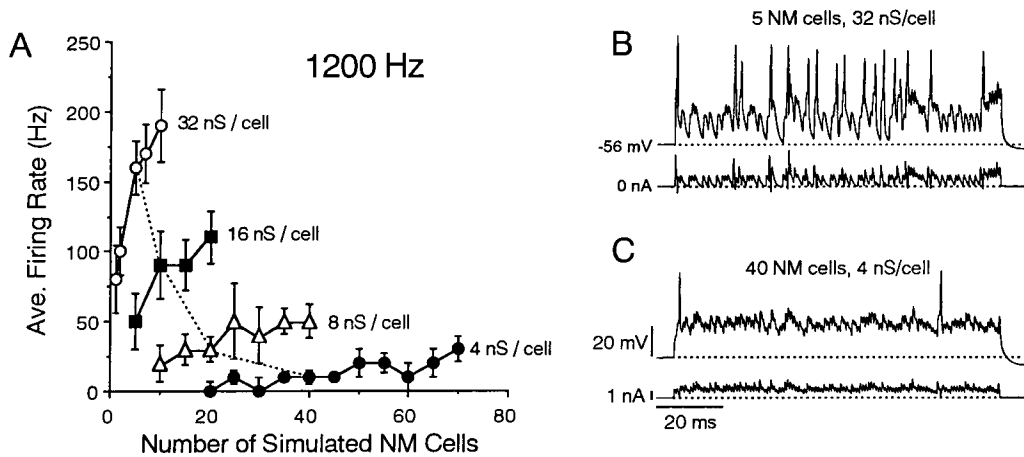 A
1200 Hz
Ave. Firing Rate (Hz)
250
200
150
100
50
0
32 nS / cell
16 nS / cell
8 nS / cell
4 nS / cell
0 20 40 60 80
Number of Simulated NM Cells
B
5 NM cells, 32 nS/cell
-56 mV
0 nA
C
40 NM cells, 4 nS/cell
20 mV
1 nA
20 ms